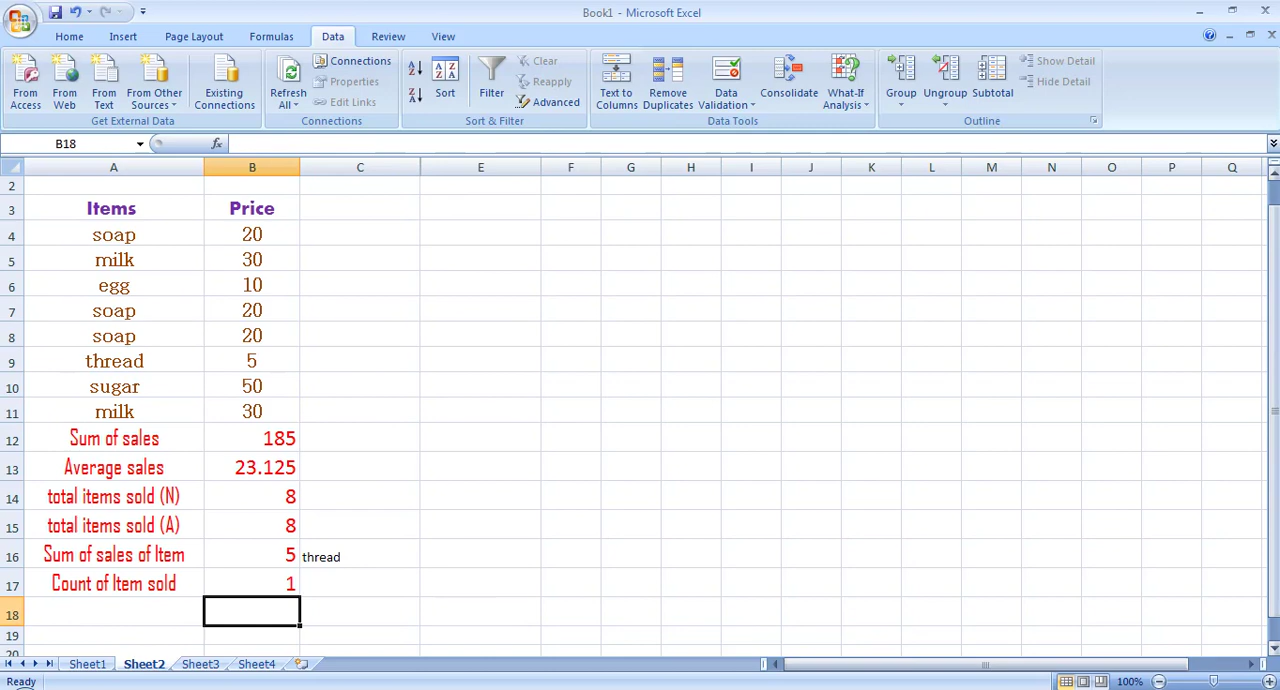 Book1 - Microsoft Excel
Home Insert Page Layout Formulas Data Review View
From Access
From Web
From Text
From Other Sources
Existing Connections
Get External Data
Refresh All
Connections
Properties
Edit Links
Connections
Sort
Filter
Clear
Reapply
Advanced
Sort & Filter
Text to Columns
Remove Duplicates
Data Validation
Consolidate
What-If Analysis
Data Tools
Group
Ungroup
Subtotal
Show Detail
Hide Detail
Outline
B18 fx
A B C E F G H I J K L M N O P Q
2
3 Items Price
4 soap 20
5 milk 30
6 egg 10
7 soap 20
8 soap 20
9 thread 5
10 sugar 50
11 milk 30
12 Sum of sales 185
13 Average sales 23.125
14 total items sold (N) 8
15 total items sold (A) 8
16 Sum of sales of Item 5 thread
17 Count of Item sold 1
18
19
20
Sheet1 Sheet2 Sheet3 Sheet4
Ready 100%